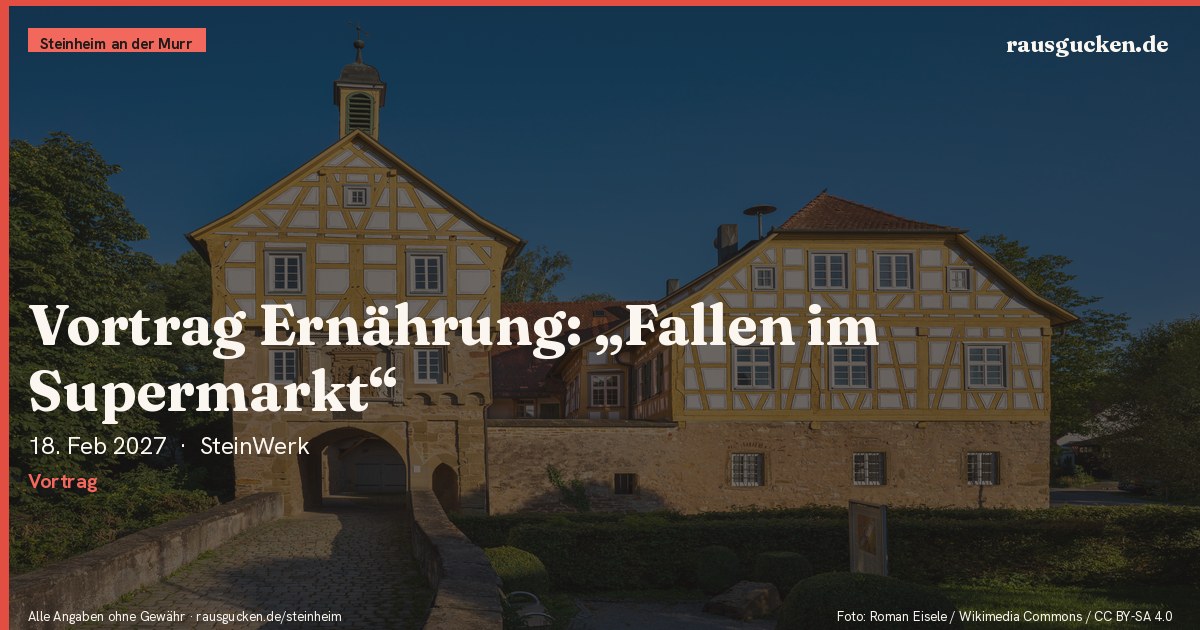 Steinheim an der Murr
rausgucken.de
Vortrag Ernährung: „Fallen im
Supermarkt“
18. Feb 2027 · SteinWerk
Vortrag
Alle Angaben ohne Gewähr · rausgucken.de/steinheim
Foto: Roman Eisele / Wikimedia Commons / CC BY-SA 4.0